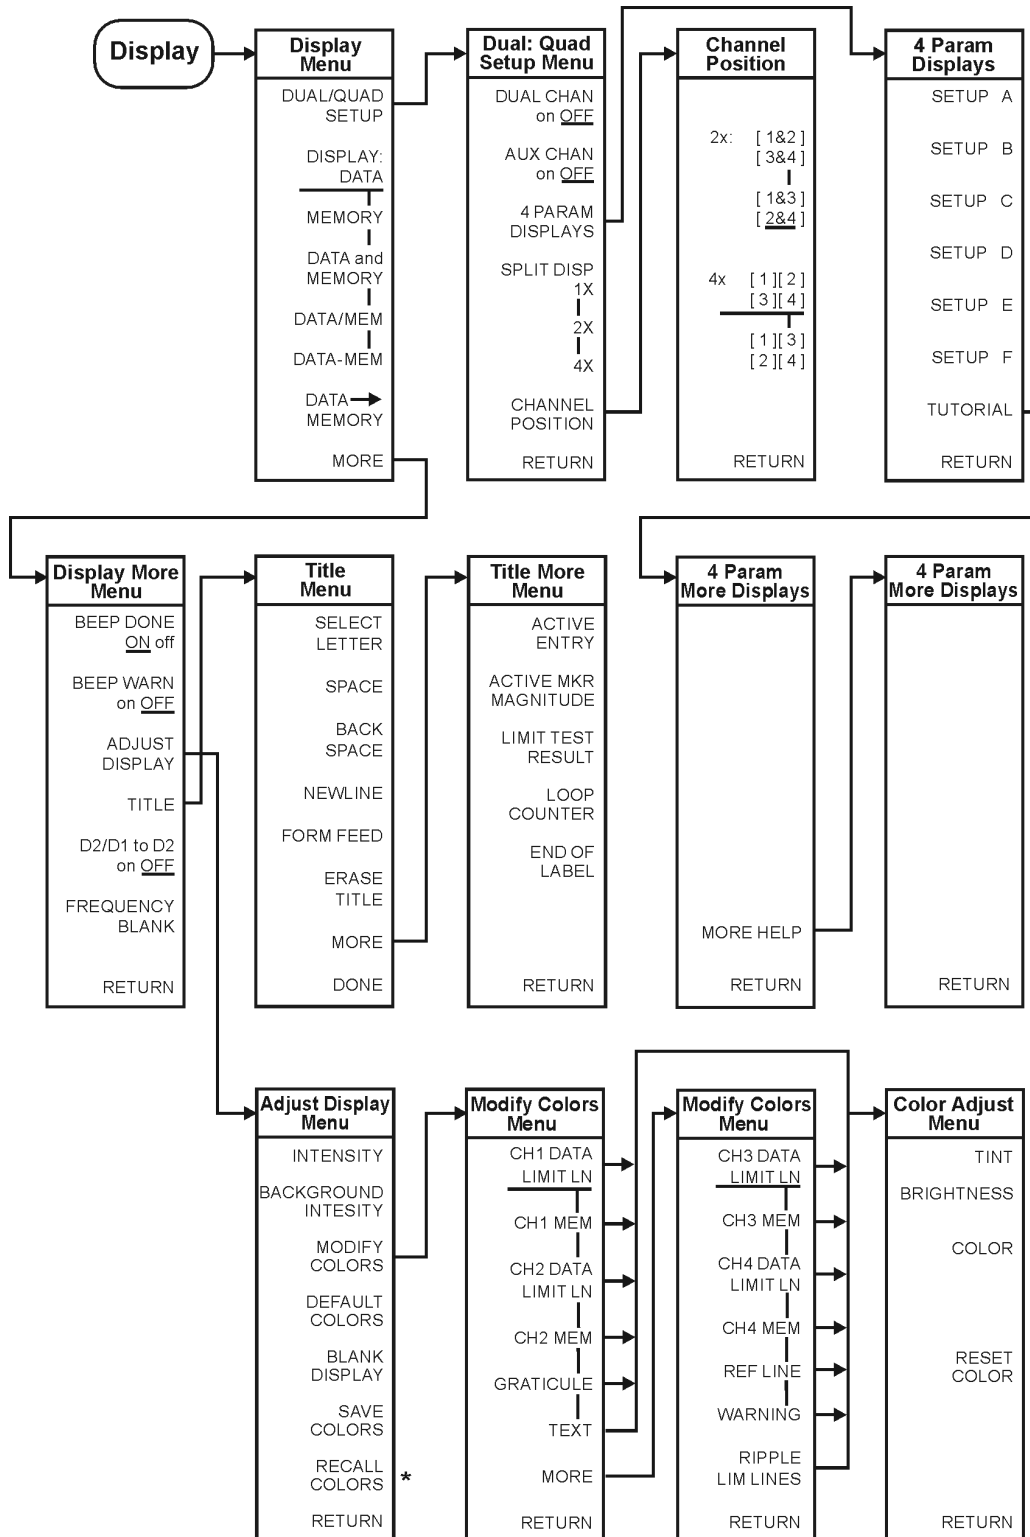 Display
Display
Menu
DUAL/QUAD
SETUP
DISPLAY:
DATA
MEMORY
DATA and
MEMORY
DATA/MEM
DATA-MEM
DATA
MEMORY
MORE
Dual: Quad
Setup Menu
DUAL CHAN
on OFF
AUX CHAN
on OFF
4 PARAM
DISPLAYS
SPLIT DISP
1X
2X
4X
CHANNEL
POSITION
RETURN
Channel
Position
2x: [ 1&2 ]
[ 3&4 ]
[ 1&3 ]
[ 2&4 ]
4x [ 1 ][ 2 ]
[ 3 ][ 4 ]
[ 1 ][ 3 ]
[ 2 ][ 4 ]
RETURN
4 Param
Displays
SETUP A
SETUP B
SETUP C
SETUP D
SETUP E
SETUP F
TUTORIAL
RETURN
Display More
Menu
BEEP DONE
ON off
BEEP WARN
on OFF
ADJUST
DISPLAY
TITLE
D2/D1 to D2
on OFF
FREQUENCY
BLANK
RETURN
Title
Menu
SELECT
LETTER
SPACE
BACK
SPACE
NEWLINE
FORM FEED
ERASE
TITLE
MORE
DONE
Title More
Menu
ACTIVE
ENTRY
ACTIVE MKR
MAGNITUDE
LIMIT TEST
RESULT
LOOP
COUNTER
END OF
LABEL
RETURN
4 Param
More Displays
MORE HELP
RETURN
4 Param
More Displays
RETURN
Adjust Display
Menu
INTENSITY
BACKGROUND
INTESITY
MODIFY
COLORS
DEFAULT
COLORS
BLANK
DISPLAY
SAVE
COLORS
RECALL
COLORS *
RETURN
Modify Colors
Menu
CH1 DATA
LIMIT LN
CH1 MEM
CH2 DATA
LIMIT LN
CH2 MEM
GRATICULE
TEXT
MORE
RETURN
Modify Colors
Menu
CH3 DATA
LIMIT LN
CH3 MEM
CH4 DATA
LIMIT LN
CH4 MEM
REF LINE
WARNING
RIPPLE
LIM LINES
RETURN
Color Adjust
Menu
TINT
BRIGHTNESS
COLOR
RESET
COLOR
RETURN